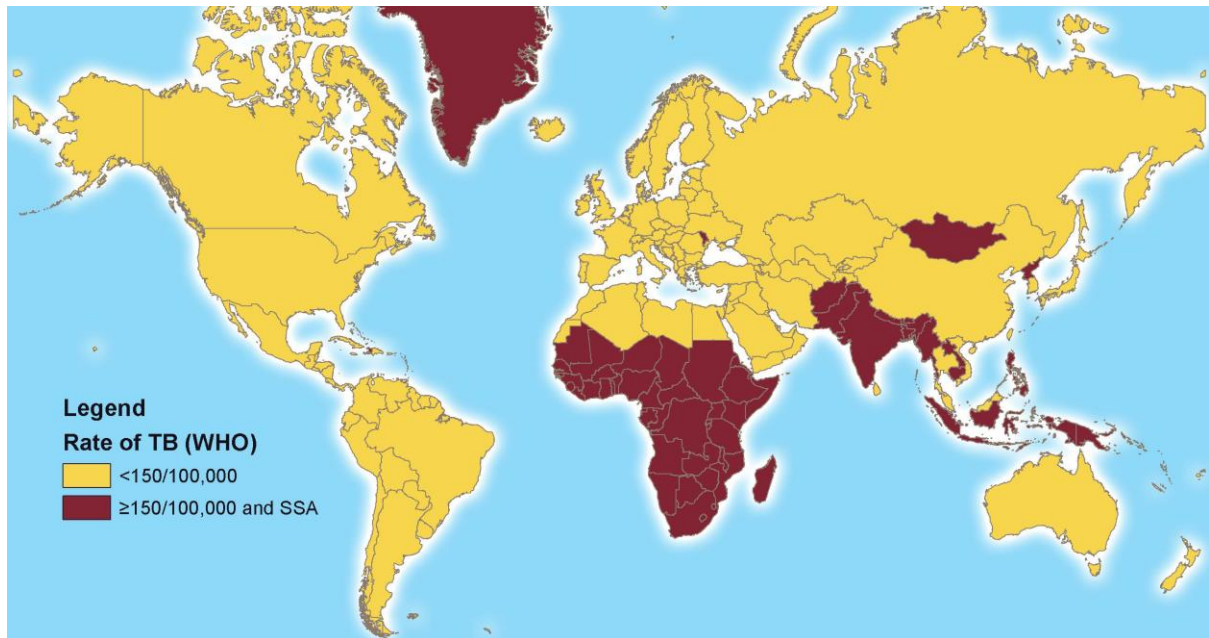 Legend
Rate of TB (WHO)
<150/100,000
≥150/100,000 and SSA